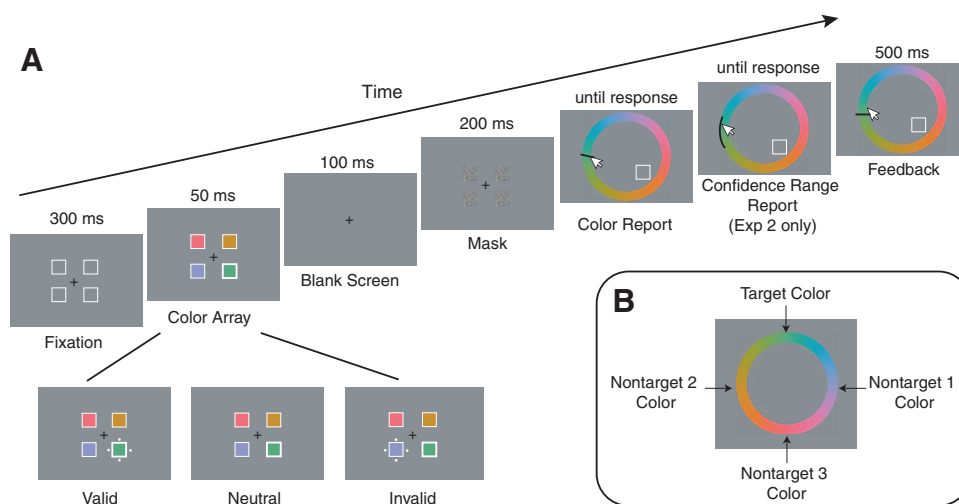 A
Time
300 ms
50 ms
100 ms
200 ms
until response
until response
500 ms
Fixation
Color Array
Blank Screen
Mask
Color Report
Confidence Range
Report
(Exp 2 only)
Feedback
Valid
Neutral
Invalid
B
Target Color
Nontarget 2
Color
Nontarget 1
Color
Nontarget 3
Color